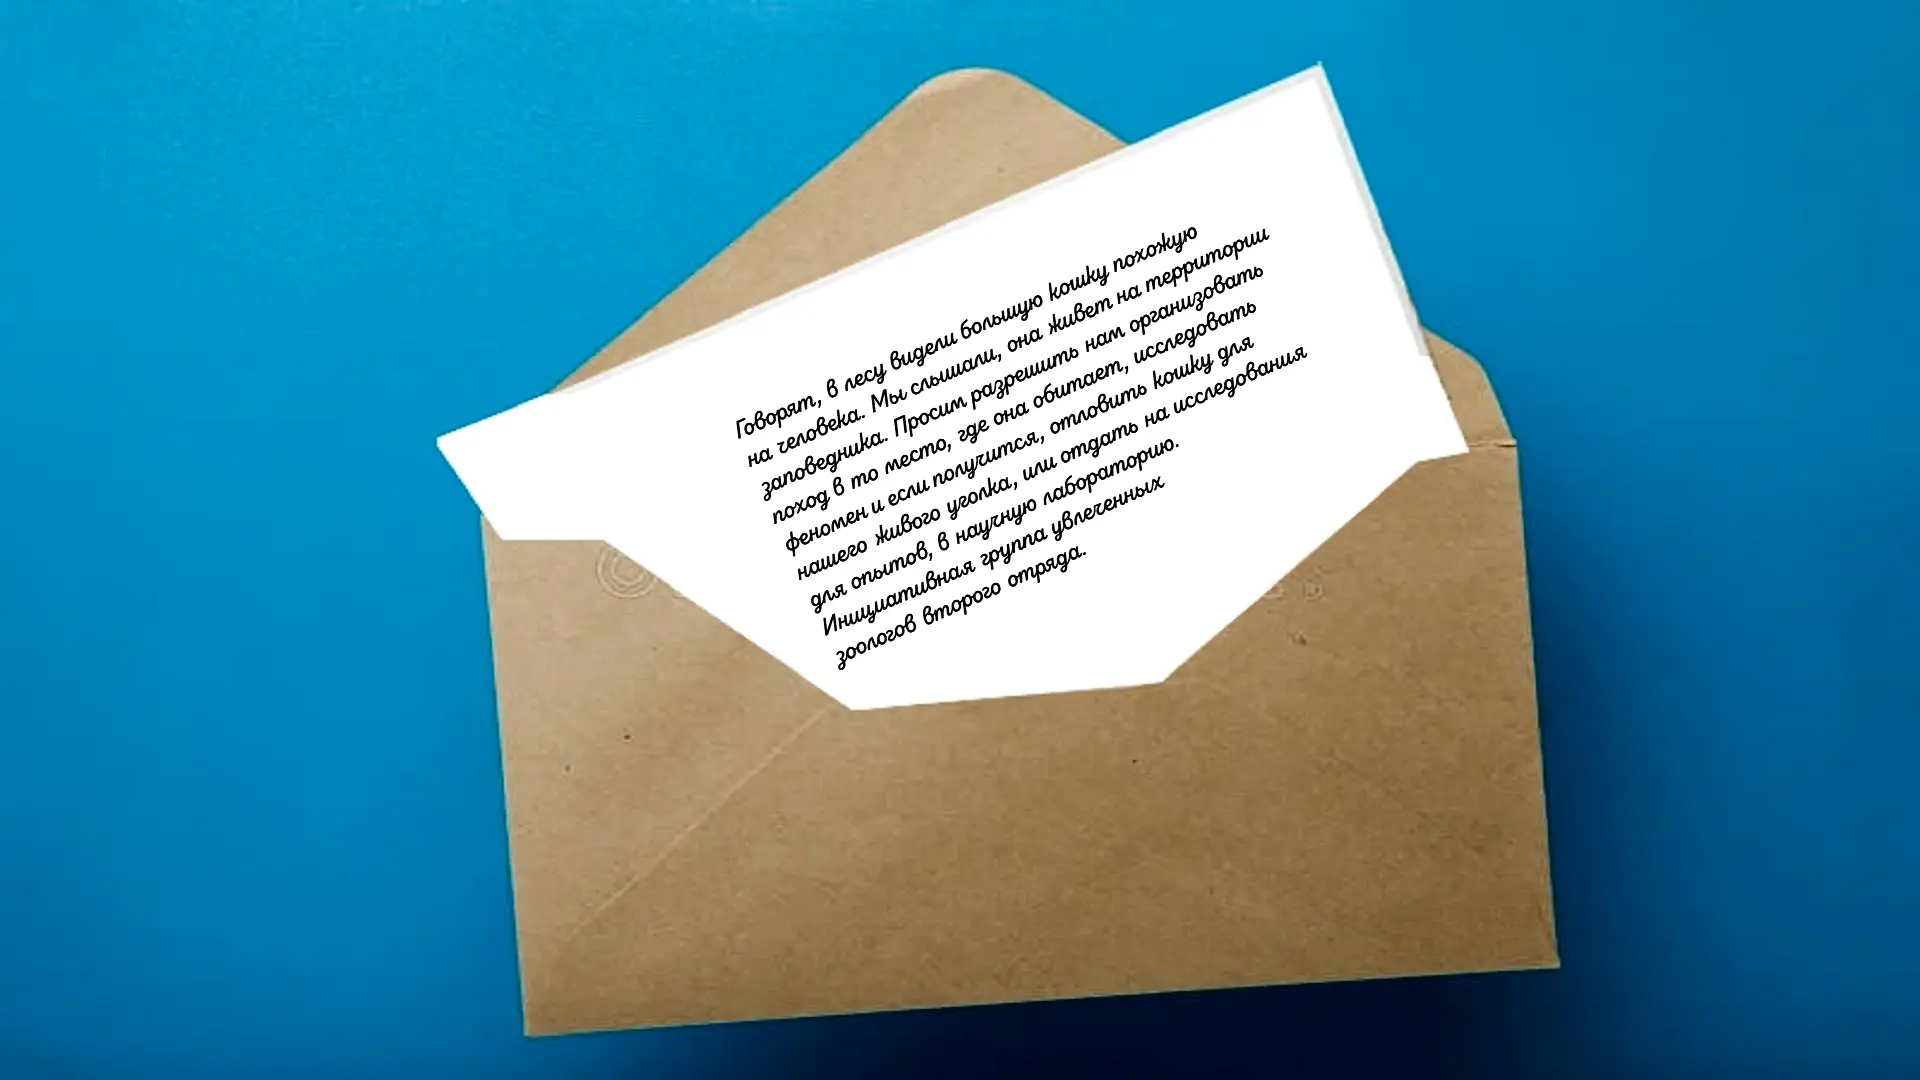 Говорят, в лесу видели большую кошку похожую
на человека. Мы слышали, она живет на территории
заповедника. Просим разрешить нам организовать
поход в то место, где она обитает, исследовать
феномен и если получится, отловить кошку для
нашего живого уголка, или отдать на исследования
для опытов, в научную лабораторию.
Инициативная группа увлеченных
зоологов второго отряда.